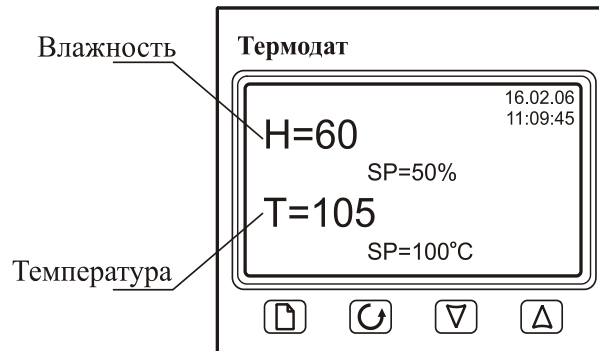 Влажность
Термодат
16.02.06
11:09:45
H=60
SP=50%
T=105
SP=100°C
Температура